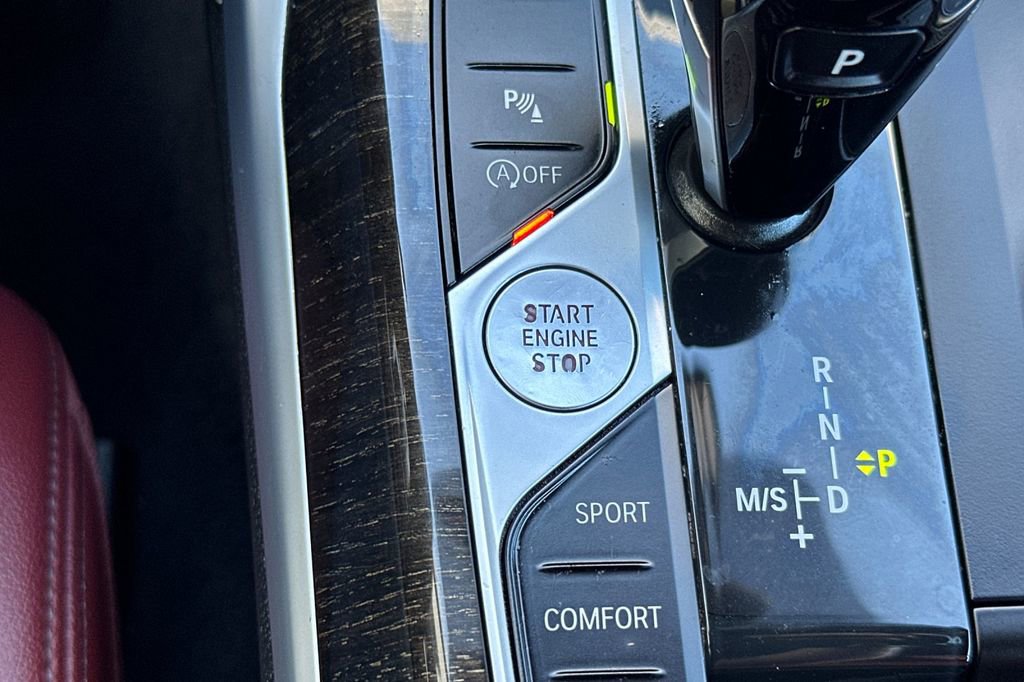 P
P
A OFF
START
ENGINE
STOP
R
N
P
M/S
D
+
SPORT
COMFORT